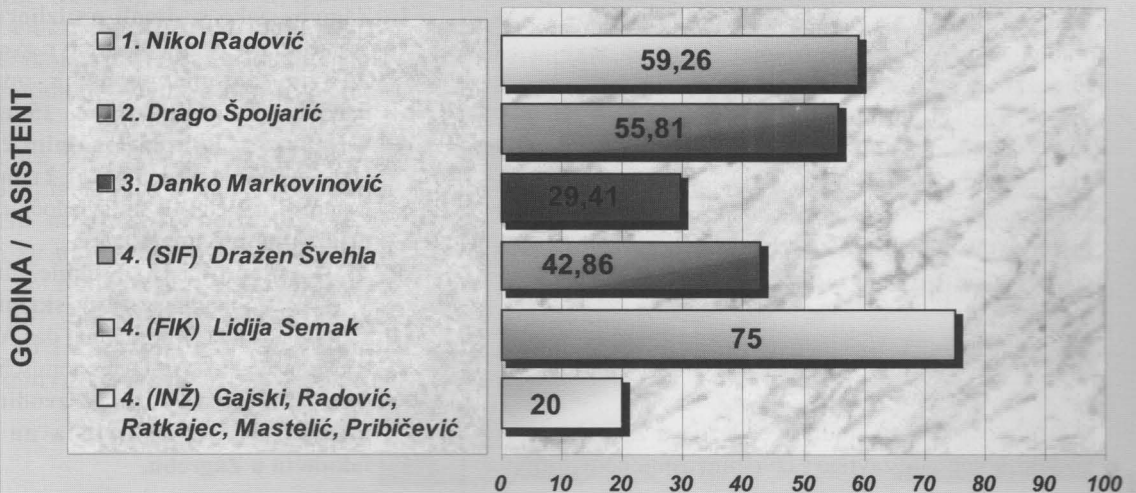 GODINA / ASISTENT
1. Nikol Radović
59,26
2. Drago Špoljarić
55,81
3. Danko Markovinović
29,41
4. (SIF) Dražen Švehla
42,86
4. (FIK) Lidija Semak
75
4. (INŽ) Gajski, Radović,
Ratkajec, Mastelić, Pribičević
20
0 10 20 30 40 50 60 70 80 90 100